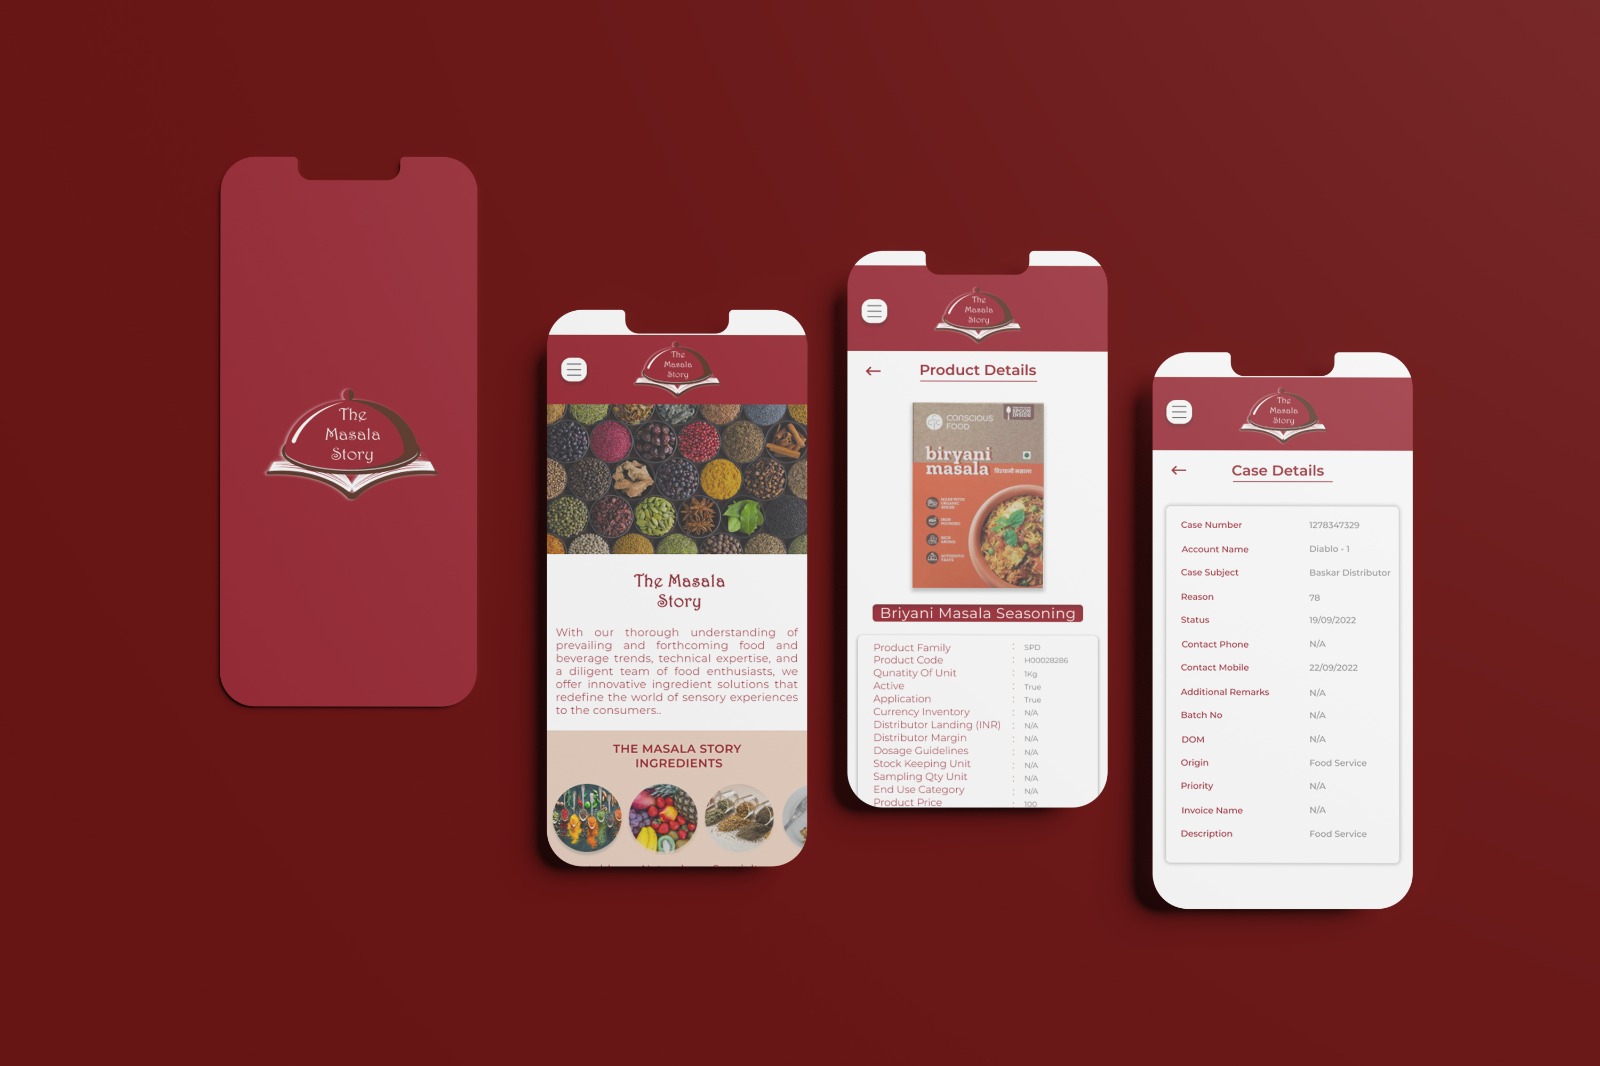 The
Masala
Story
The
Masala
Story
The Masala
Story
With our thorough understanding of
prevailing and forthcoming food and
beverage trends, technical expertise, and
a diligent team of food enthusiasts, we
offer innovative ingredient solutions that
redefine the world of sensory experiences
to the consumers..
THE MASALA STORY
INGREDIENTS
The
Masala
Story
Product Details
CONSCIOUS
FOOD
biryani
masala बिरयानी मसाला
Briyani Masala Seasoning
Product Family : SPD
Product Code : H00028286
Qunatity Of Unit : 1Kg
Active : True
Application : True
Currency Inventory : N/A
Distributor Landing (INR) : N/A
Distributor Margin : N/A
Dosage Guidelines : N/A
Stock Keeping Unit : N/A
Sampling Qty Unit : N/A
End Use Category : N/A
Product Price : 100
The
Masala
Story
Case Details
Case Number 1278347329
Account Name Diablo - 1
Case Subject Baskar Distributor
Reason 78
Status 19/09/2022
Contact Phone N/A
Contact Mobile 22/09/2022
Additional Remarks N/A
Batch No N/A
DOM N/A
Origin Food Service
Priority N/A
Invoice Name N/A
Description Food Service